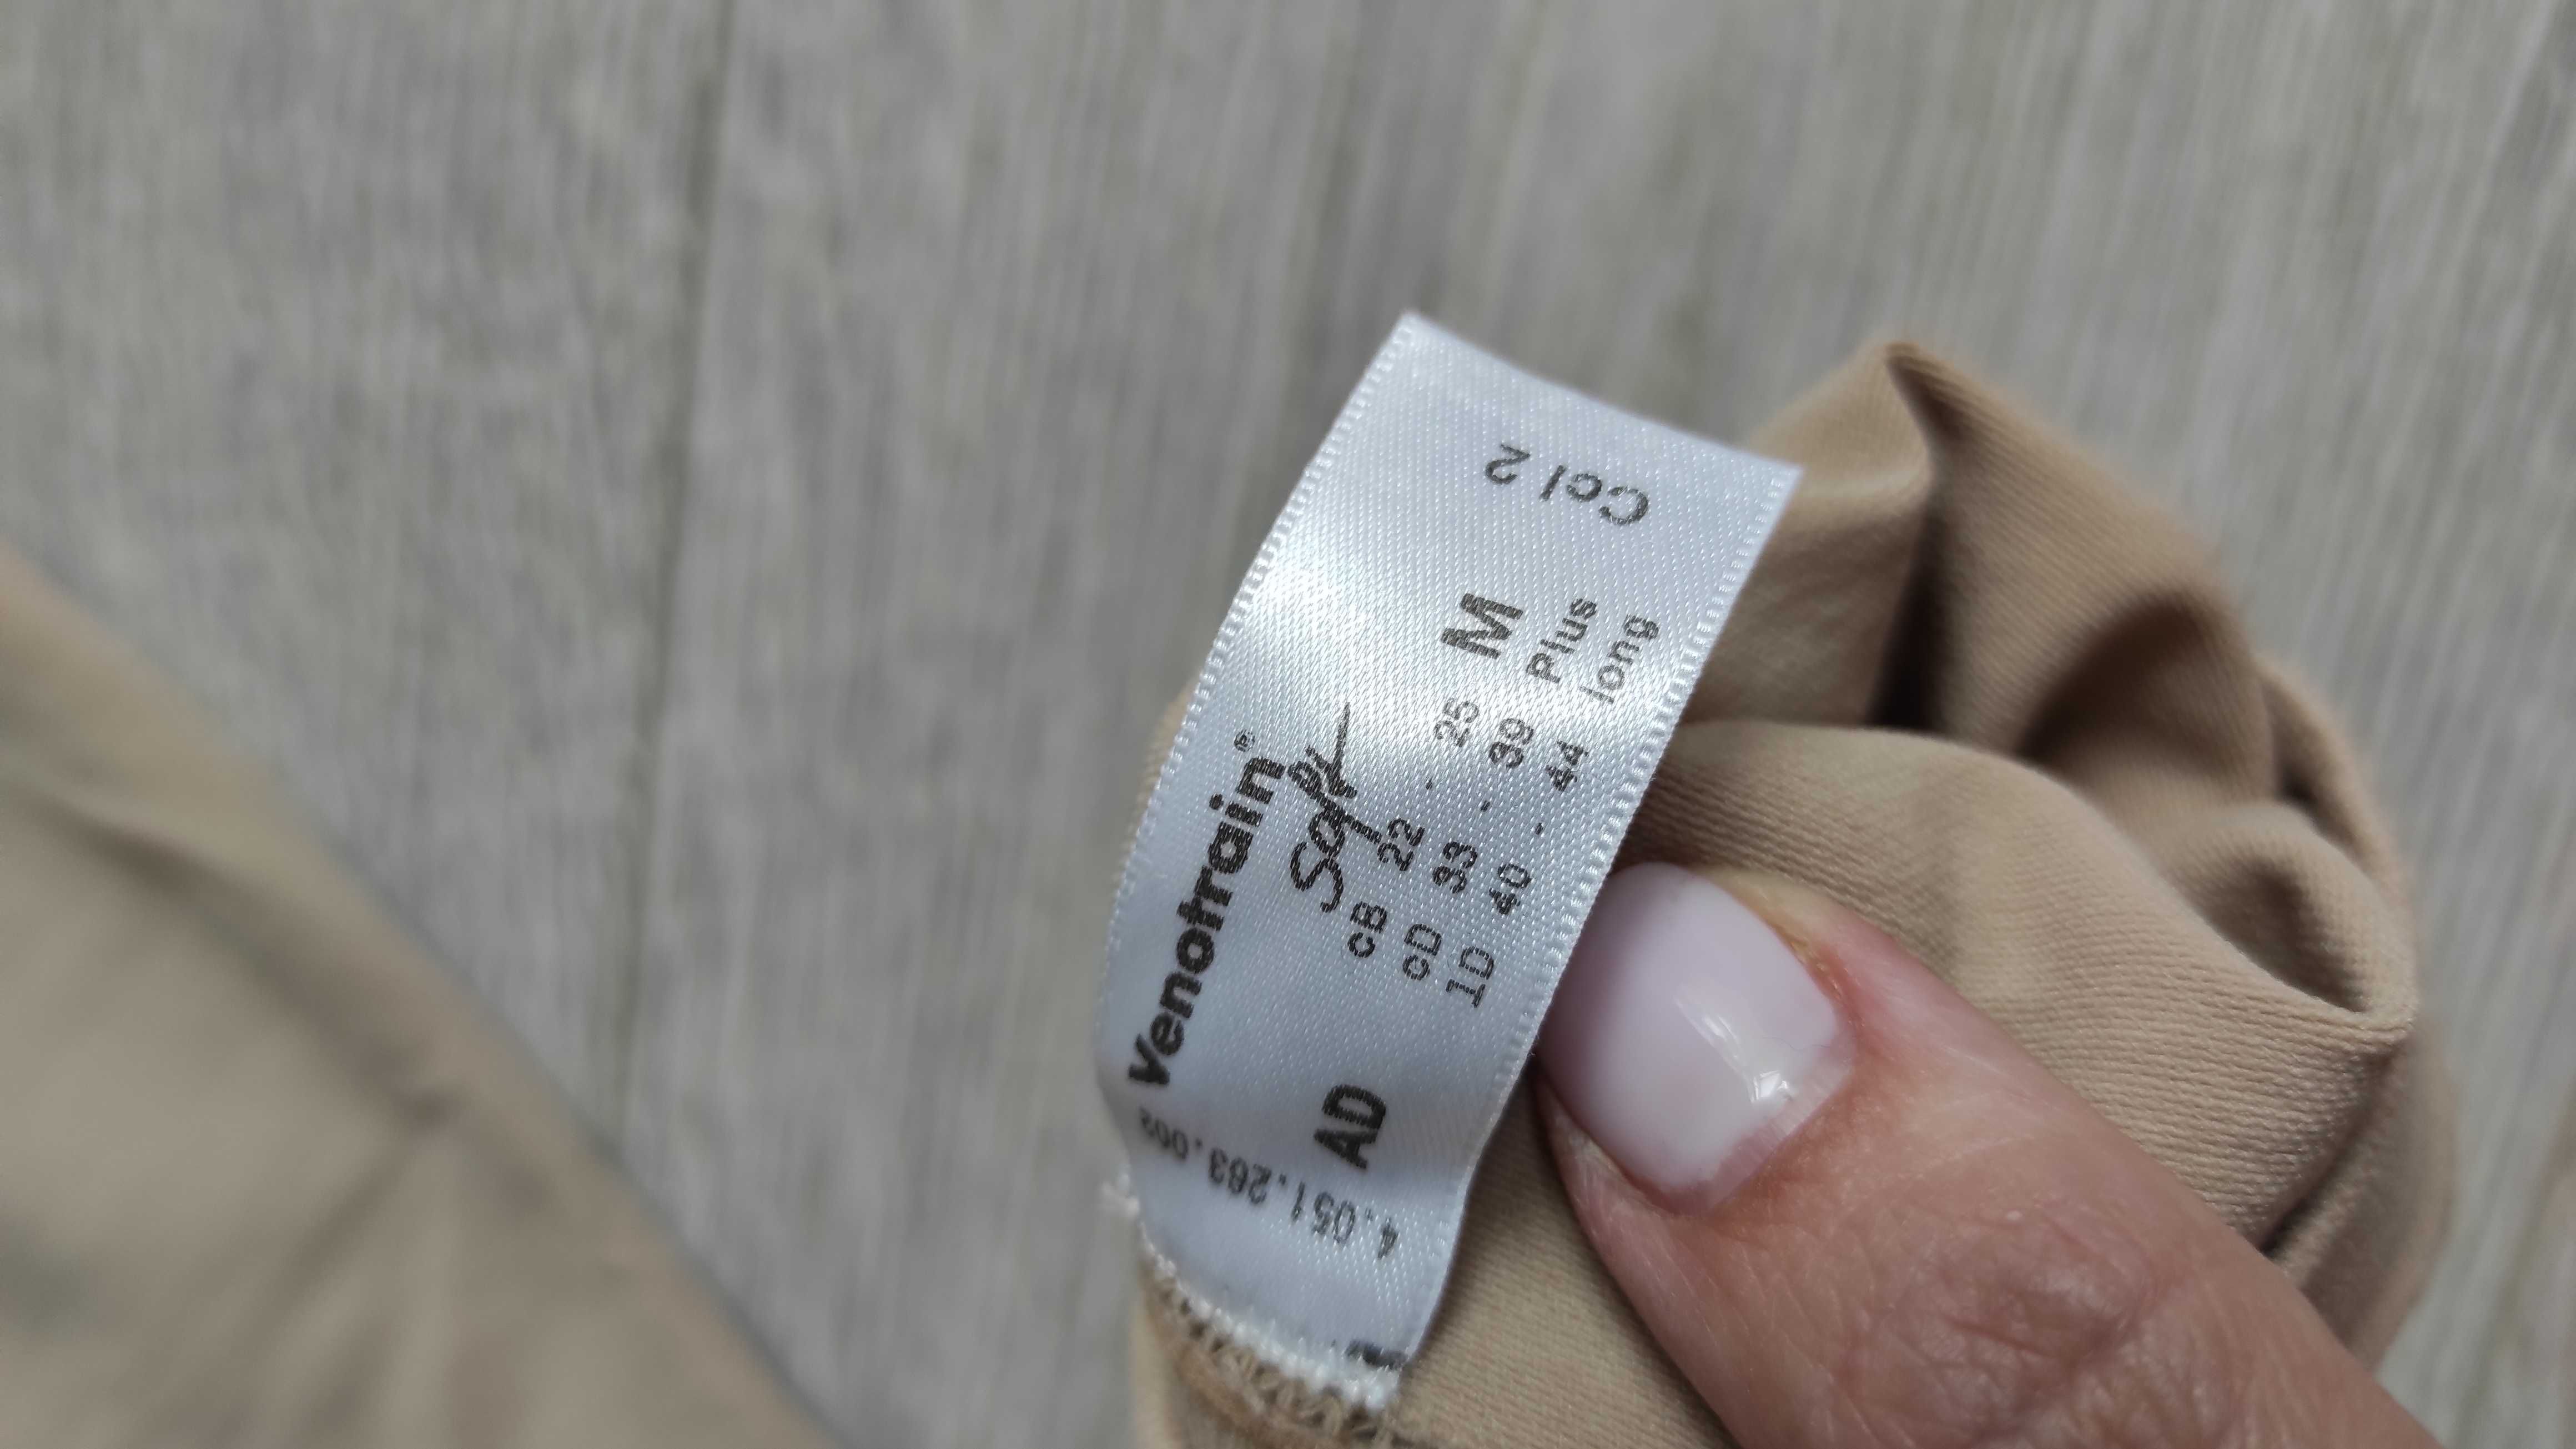 Venotrain®
Soft
cB 22 - 25 M
cD 33 - 39 Plus
lD 40 - 44 long
AD
Ccl 2
4.051.263.002